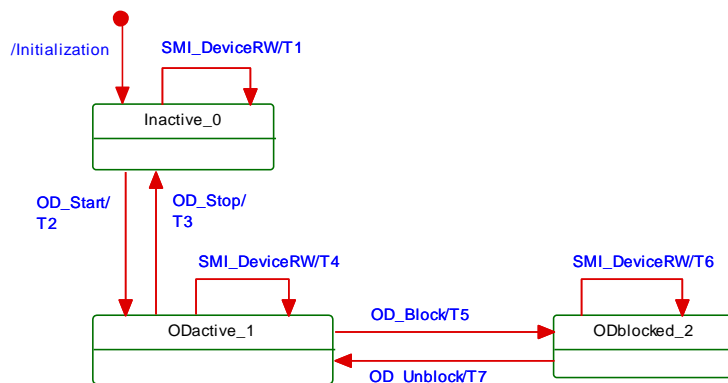 /Initialization
SMI_DeviceRW/T1
Inactive_0
OD_Start/
T2
OD_Stop/
T3
SMI_DeviceRW/T4
SMI_DeviceRW/T6
ODactive_1
OD_Block/T5
ODblocked_2
OD_Unblock/T7